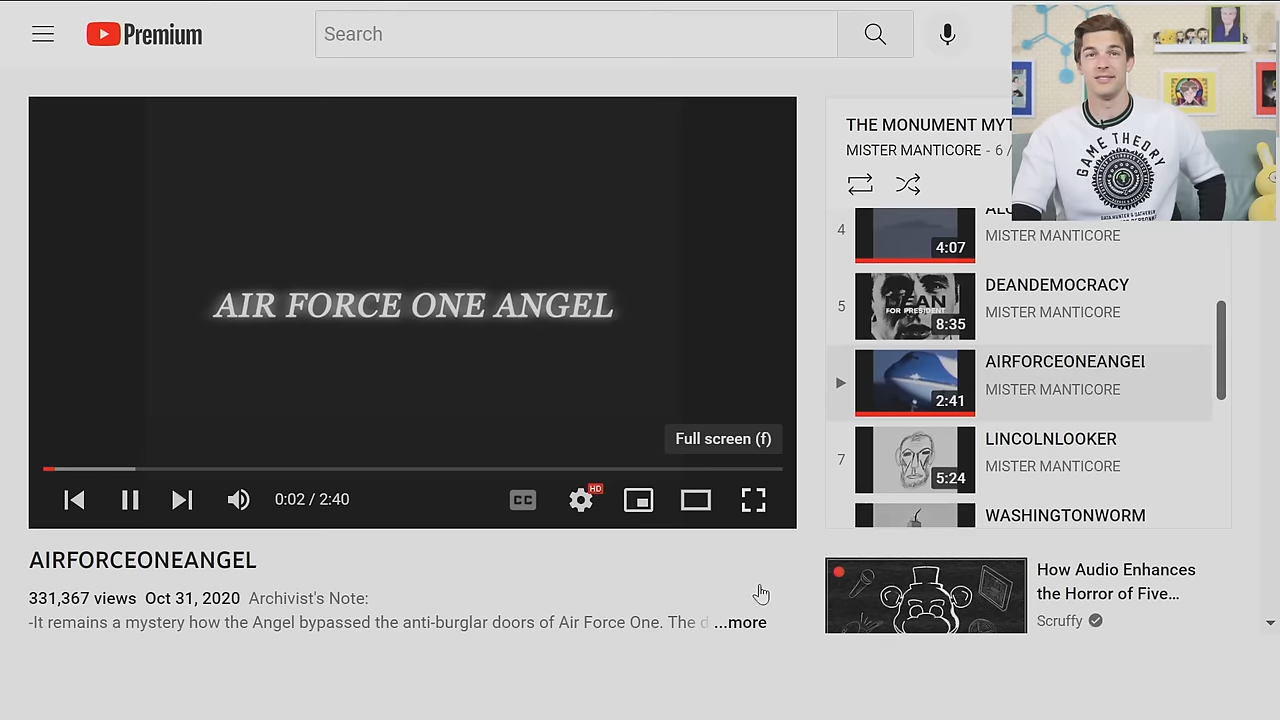 Premium
Search
GAME THEORY
THE MONUMENT MYT
MISTER MANTICORE - 6 /
4
4:07
MISTER MANTICORE
5
DEAN
FOR PRESIDENT
8:35
DEANDEMOCRACY
MISTER MANTICORE
2:41
AIRFORCEONEANGEL
MISTER MANTICORE
7
5:24
LINCOLNLOOKER
MISTER MANTICORE
WASHINGTONWORM
AIR FORCE ONE ANGEL
Full screen (f)
0:02 / 2:40
CC
HD
AIRFORCEONEANGEL
331,367 views Oct 31, 2020 Archivist's Note:
-It remains a mystery how the Angel bypassed the anti-burglar doors of Air Force One. The d ...more
How Audio Enhances
the Horror of Five...
Scruffy